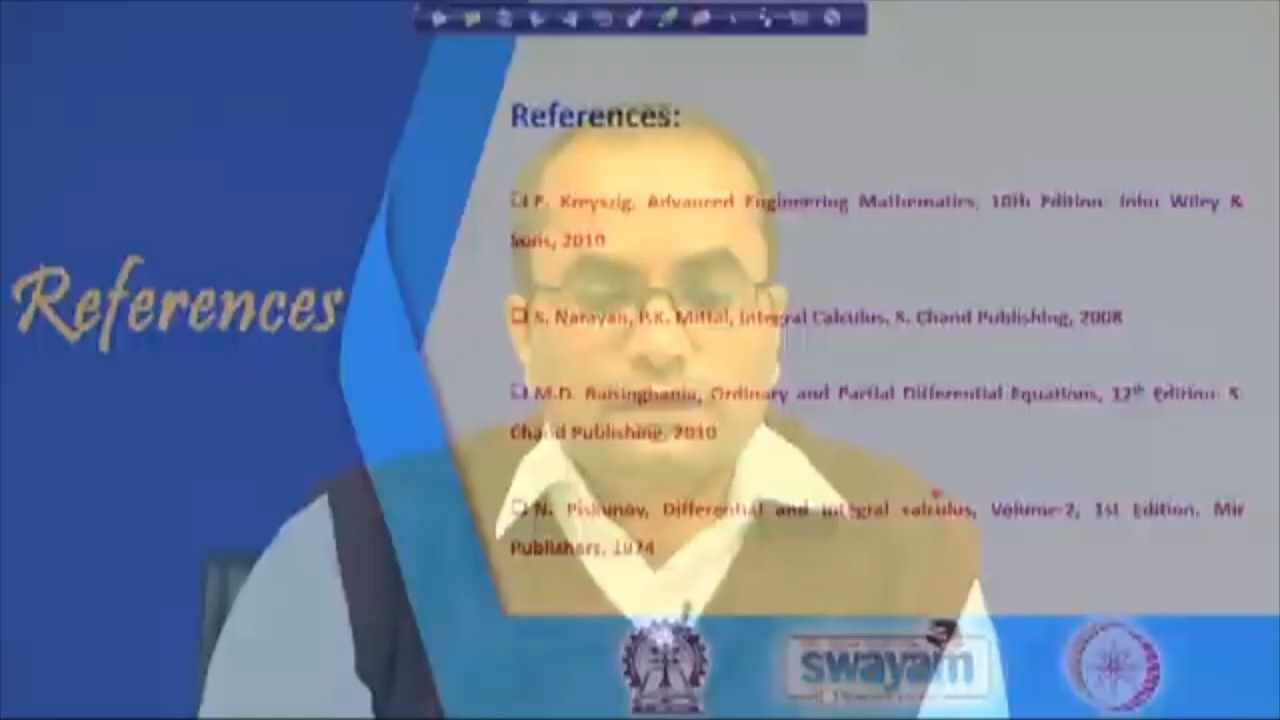 References
References:
E. Kreyszig, Advanced Engineering Mathematics, 10th Edition. John Wiley &
Sons, 2010
S. Narayan, P.K. Mittal, Integral Calculus, S. Chand Publishing, 2008
M.D. Raisinghania, Ordinary and Partial Differential Equations, 17th Edition. S.
Chand Publishing, 2010
N. Piskunov, Differential and integral calculus, Volume-2, 1st Edition, Mir
Publishers, 1974
swayam